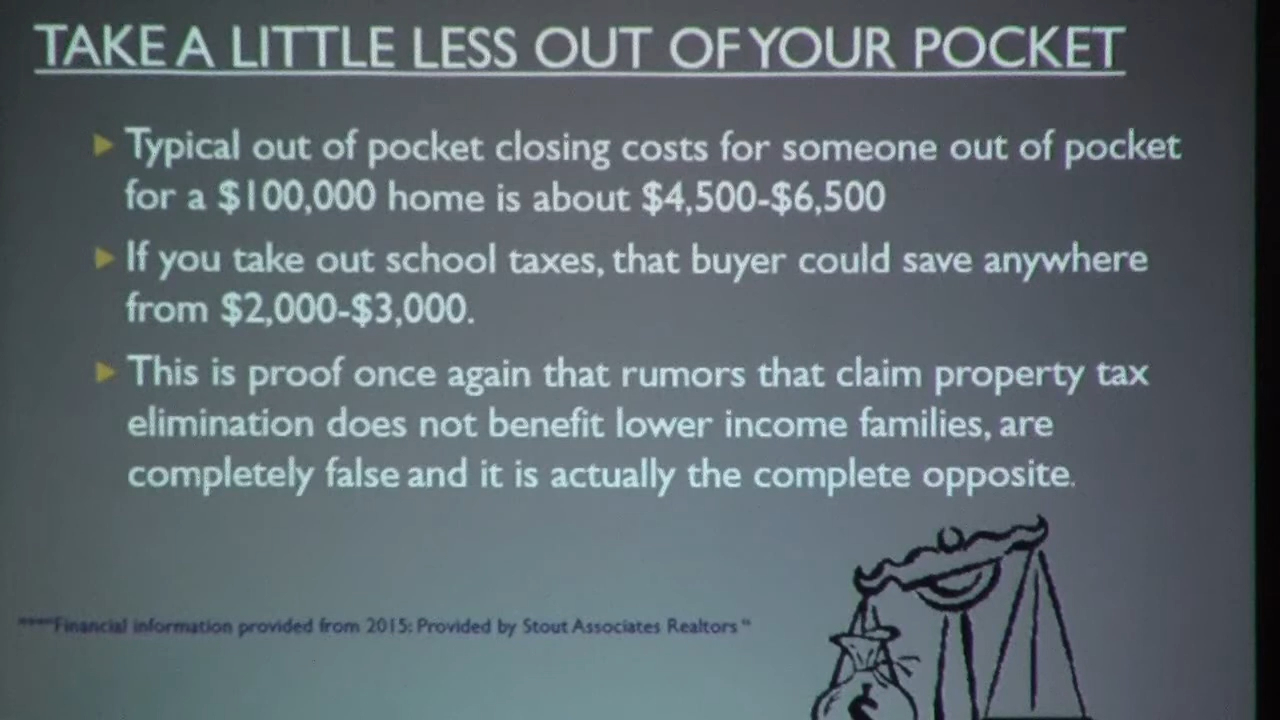 TAKE A LITTLE LESS OUT OF YOUR POCKET
Typical out of pocket closing costs for someone out of pocket
for a $100,000 home is about $4,500-$6,500
If you take out school taxes, that buyer could save anywhere
from $2,000-$3,000.
This is proof once again that rumors that claim property tax
elimination does not benefit lower income families, are
completely false and it is actually the complete opposite.
****Financial information provided from 2015: Provided by Stout Associates Realtors "
$